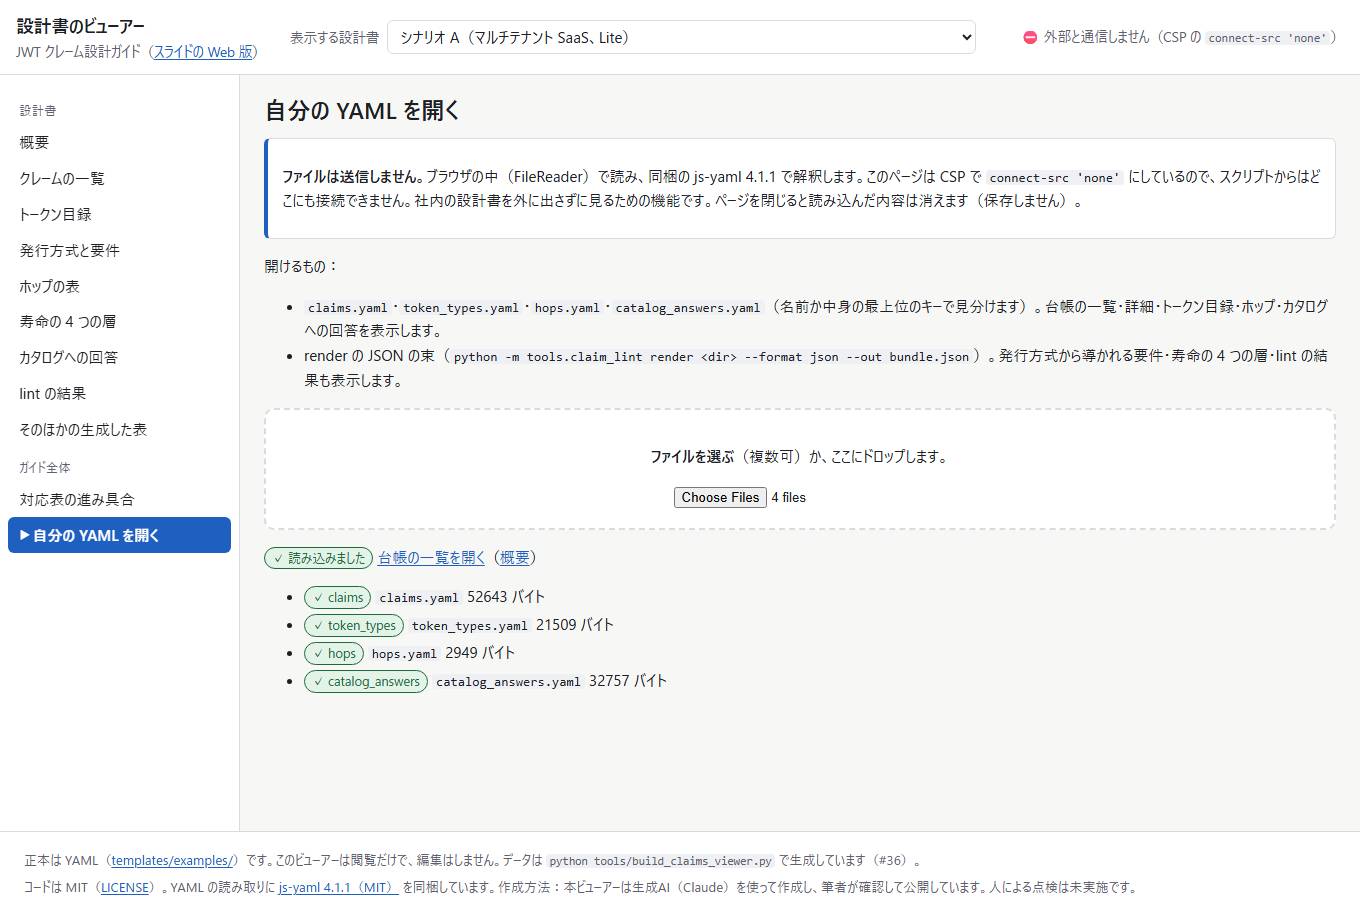 設計書のビューアー
JWT クレーム設計ガイド（スライドの Web 版）
表示する設計書
シナリオ A（マルチテナント SaaS、Lite）
⛔ 外部と通信しません（CSP の connect-src 'none'）
設計書
概要
クレームの一覧
トークン目録
発行方式と要件
ホップの表
寿命の 4 つの層
カタログへの回答
lint の結果
そのほかの生成した表
ガイド全体
対応表の進み具合
▶ 自分の YAML を開く
自分の YAML を開く
ファイルは送信しません。ブラウザの中（FileReader）で読み、同梱の js-yaml 4.1.1 で解釈します。このページは CSP で connect-src 'none' にしているので、スクリプトからはど
こにも接続できません。社内の設計書を外に出さずに見るための機能です。ページを閉じると読み込んだ内容は消えます（保存しません）。
開けるもの：
• claims.yaml・token_types.yaml・hops.yaml・catalog_answers.yaml（名前か中身の最上位のキーで見分けます）。台帳の一覧・詳細・トークン目録・ホップ・カタログ
への回答を表示します。
• render の JSON の束（python -m tools.claim_lint render <dir> --format json --out bundle.json）。発行方式から導かれる要件・寿命の 4 つの層・lint の結
果も表示します。
ファイルを選ぶ（複数可）か、ここにドロップします。
Choose Files 4 files
✓ 読み込みました 台帳の一覧を開く（概要）
• ✓ claims claims.yaml 52643 バイト
• ✓ token_types token_types.yaml 21509 バイト
• ✓ hops hops.yaml 2949 バイト
• ✓ catalog_answers catalog_answers.yaml 32757 バイト
正本は YAML（templates/examples/）です。このビューアーは閲覧だけで、編集はしません。データは python tools/build_claims_viewer.py で生成しています（#36）。
コードは MIT（LICENSE）。YAML の読み取りに js-yaml 4.1.1（MIT） を同梱しています。作成方法：本ビューアーは生成AI（Claude）を使って作成し、筆者が確認して公開しています。人による点検は未実施です。